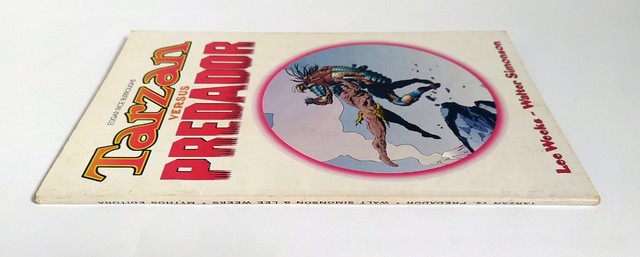 EDGAR RICE BURROUGHS
Tarzan
VERSUS
PREDADOR
Lee Weeks - Walter Simonson
TARZAN VS. PREDADOR WALT SIMONSON & LEE WEEKS * MYTHOS EDITORA